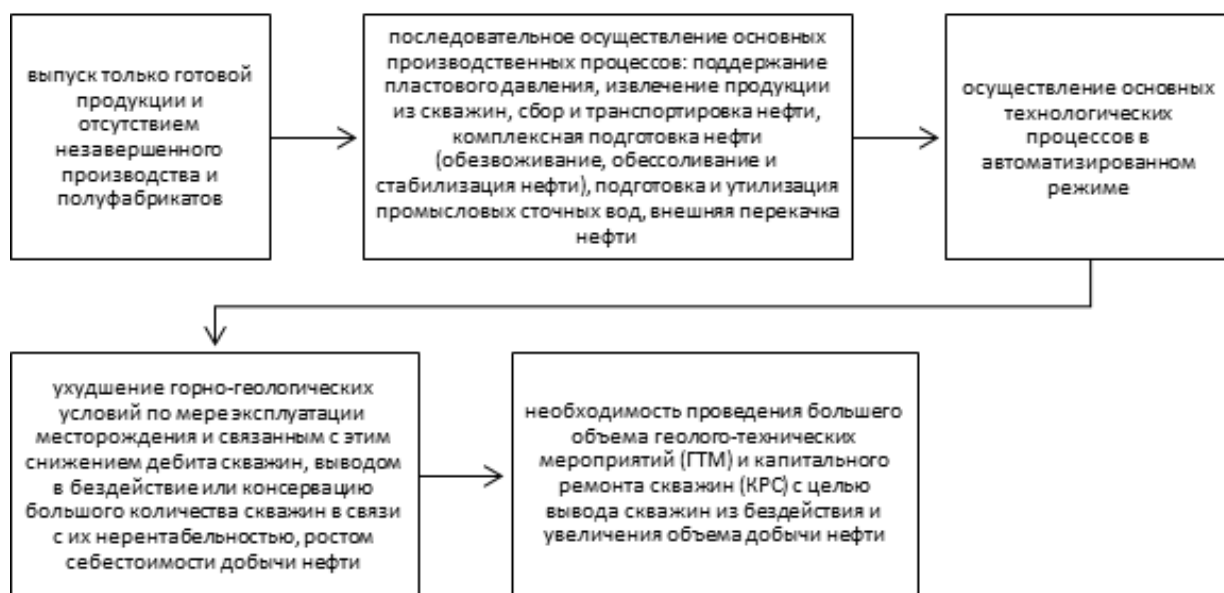 выпуск только готовой
продукции и
отсутствием
незавершенного
производства и
полуфабрикатов
последовательное осуществление основных
производственных процессов: поддержание
пластового давления, извлечение продукции
из скважин, сбор и транспортировка нефти,
комплексная подготовка нефти
(обезвоживание, обессоливание и
стабилизация нефти), подготовка и утилизация
промысловых сточных вод, внешняя перекачка
нефти
осуществление основных
технологических
процессов в
автоматизированном
режиме
ухудшение горно-геологических
условий по мере эксплуатации
месторождения и связанным с этим
снижением дебита скважин, выводом
в бездействие или консервацию
большого количества скважин в связи
с их нерентабельностью, ростом
себестоимости добычи нефти
необходимость проведения большего
объема геолого-технических
мероприятий (ГТМ) и капитального
ремонта скважин (КРС) с целью
вывода скважин из бездействия и
увеличения объема добычи нефти